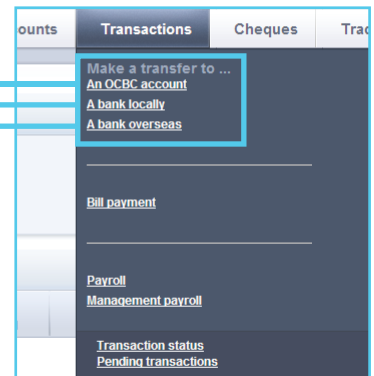 ounts Transactions Cheques Trad
Make a transfer to ...
An OCBC account
A bank locally
A bank overseas
Bill payment
Payroll
Management payroll
Transaction status
Pending transactions